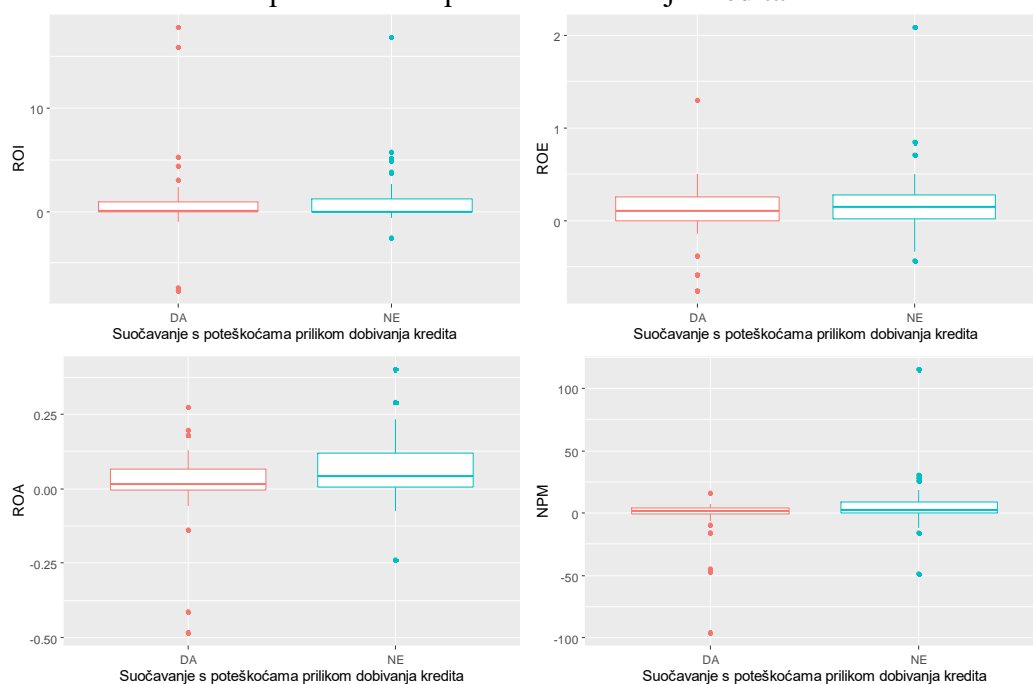 10
0
ROI
DA
NE
Suočavanje s poteškoćama prilikom dobivanja kredita
2
1
0
ROE
DA
NE
Suočavanje s poteškoćama prilikom dobivanja kredita
0.25
0.00
-0.25
-0.50
ROA
DA
NE
Suočavanje s poteškoćama prilikom dobivanja kredita
100
50
0
-50
-100
NPM
DA
NE
Suočavanje s poteškoćama prilikom dobivanja kredita